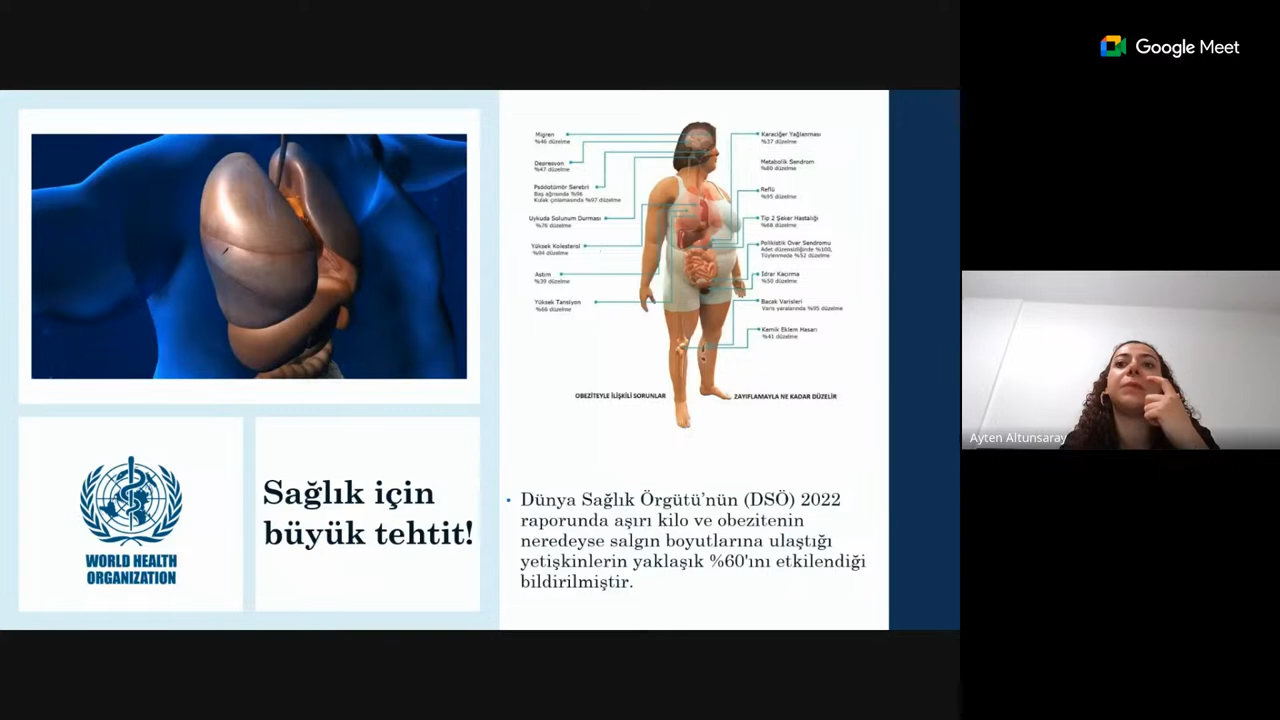 Google Meet
Migren
%46 düzelme
Depresyon
%47 düzelme
Psödotümör Serebri
Baş ağrısında %96
Kulak çınlamasında %97 düzelme
Uykuda Solunum Durması
%76 düzelme
Yüksek Kolesterol
%94 düzelme
Astım
%39 düzelme
Yüksek Tansiyon
%66 düzelme
Karaciğer Yağlanması
%37 düzelme
Metabolik Sendrom
%80 düzelme
Reflü
%95 düzelme
Tip 2 Şeker Hastalığı
%68 düzelme
Polikistik Over Sendromu
Adet düzensizliğinde %100,
Tüylenmede %52 düzelme
İdrar Kaçırma
%50 düzelme
Bacak Varisleri
Varis yaralarında %95 düzelme
Kemik Eklem Hasarı
%41 düzelme
OBEZİTEYLE İLİŞKİLİ SORUNLAR
ZAYIFLAMAYLA NE KADAR DÜZELİR
WORLD HEALTH
ORGANIZATION
Sağlık için
büyük tehtit!
• Dünya Sağlık Örgütü’nün (DSÖ) 2022
raporunda aşırı kilo ve obezitenin
neredeyse salgın boyutlarına ulaştığı
yetişkinlerin yaklaşık %60'ını etkilendiği
bildirilmiştir.
Ayten Altunsaray